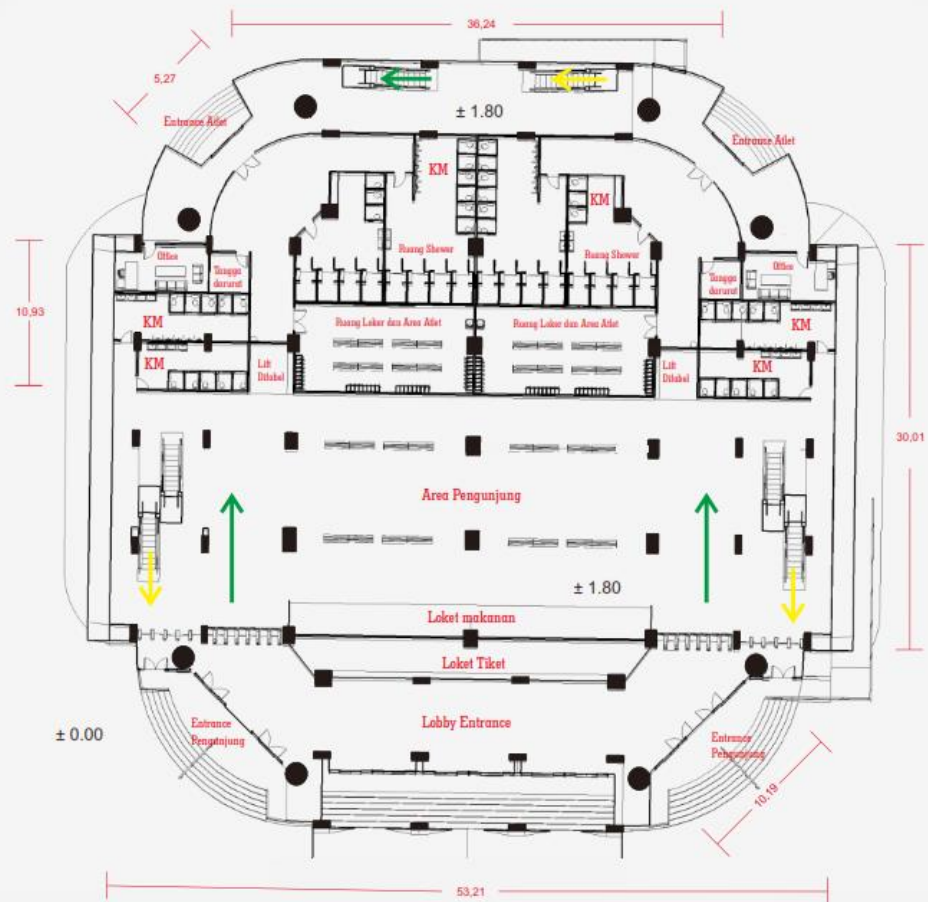 36,24
5,27
± 1.80
Entrance Atlet
Entrance Atlet
KM
KM
Ruang Shower
Ruang Shower
Office
Tangga
darurat
Tangga
darurat
Office
10,93
KM
KM
Ruang Loker dan Area Atlet
Ruang Loker dan Area Atlet
KM
Lift
Difabel
Lift
Difabel
KM
30,01
Area Pengunjung
± 1.80
Loket makanan
Loket Tiket
Lobby Entrance
± 0.00
Entrance
Pengunjung
Entrance
Pengunjung
10,19
53,21